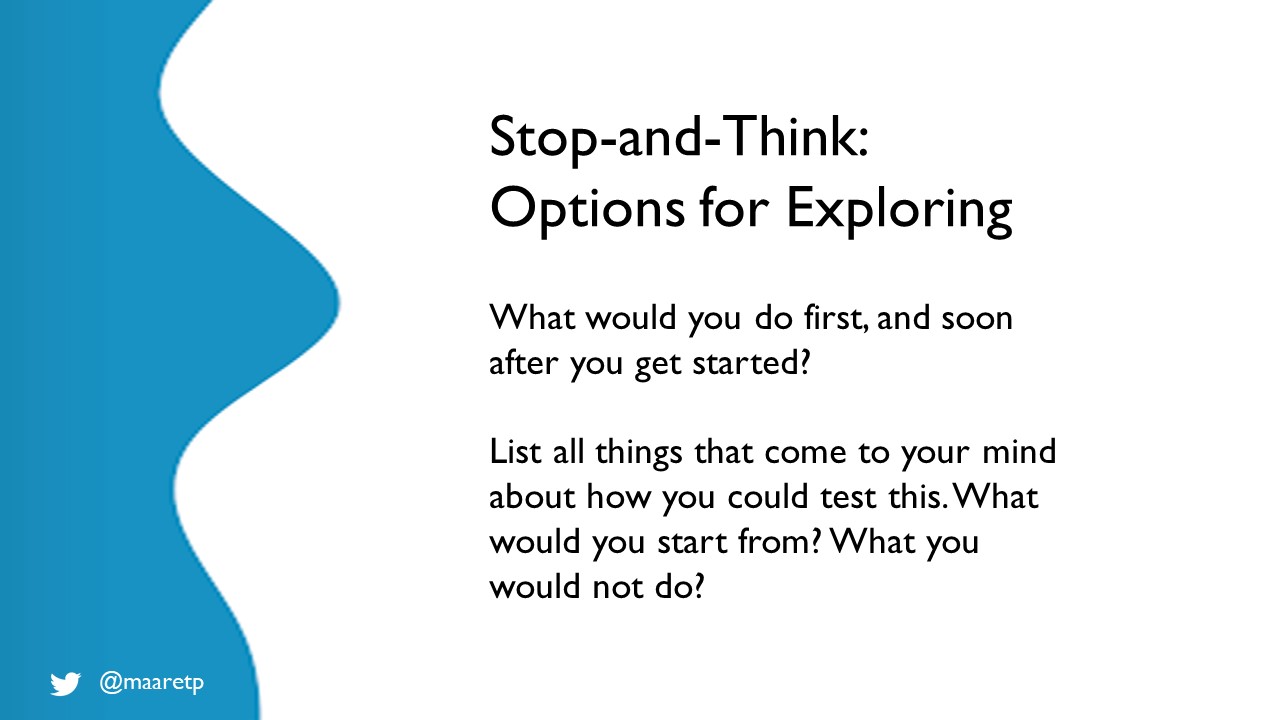 Stop-and-Think:
Options for Exploring
What would you do first, and soon
after you get started?
List all things that come to your mind
about how you could test this. What
would you start from? What you
would not do?
@maaretp